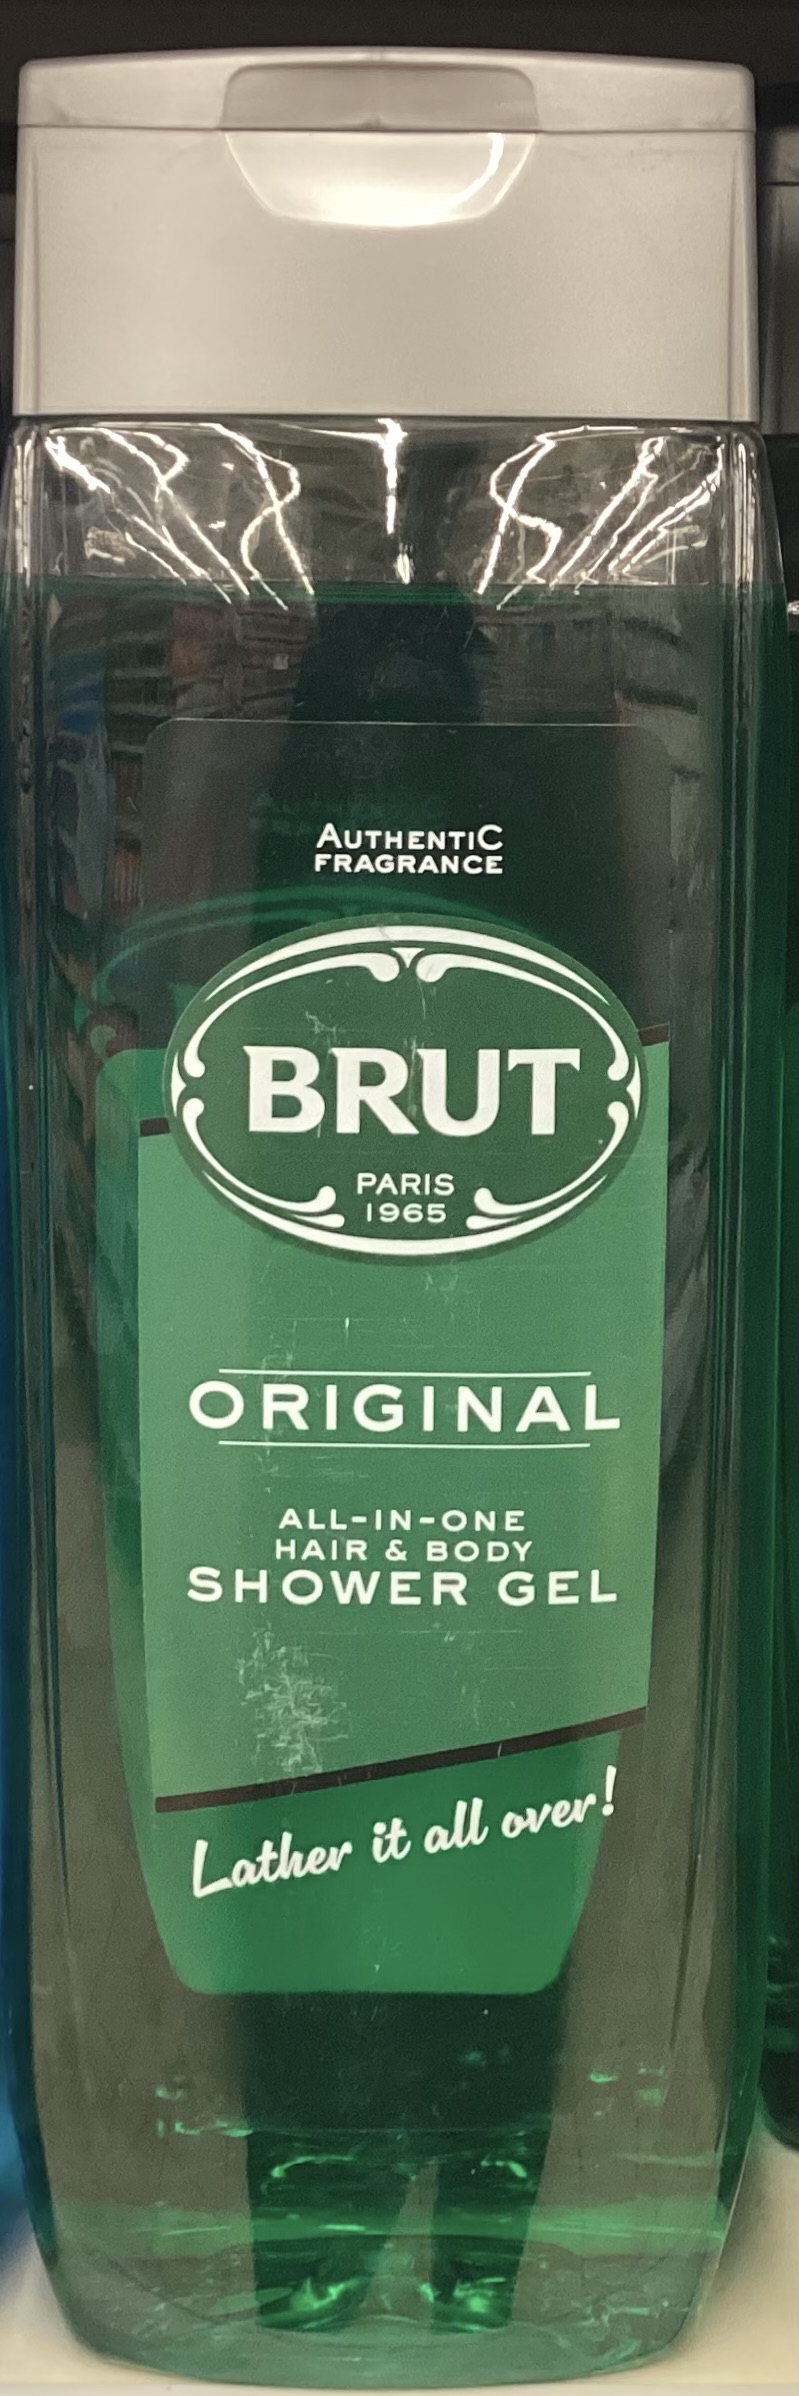 AUTHENTIC
FRAGRANCE
BRUT
PARIS
1965
ORIGINAL
ALL-IN-ONE
HAIR & BODY
SHOWER GEL
Lather it all over!